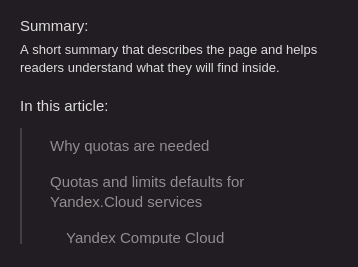 Summary:
A short summary that describes the page and helps
readers understand what they will find inside.
In this article:
Why quotas are needed
Quotas and limits defaults for
Yandex.Cloud services
Yandex Compute Cloud